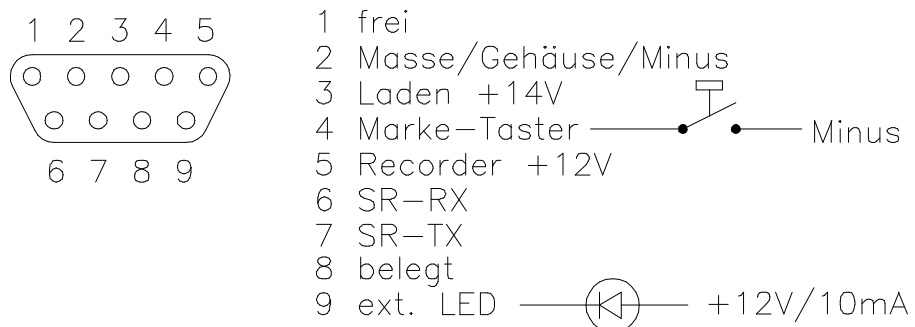 1 2 3 4 5
6 7 8 9
1 frei
2 Masse/Gehäuse/Minus
3 Laden +14V
4 Marke-Taster Minus
5 Recorder +12V
6 SR-RX
7 SR-TX
8 belegt
9 ext. LED +12V/10mA